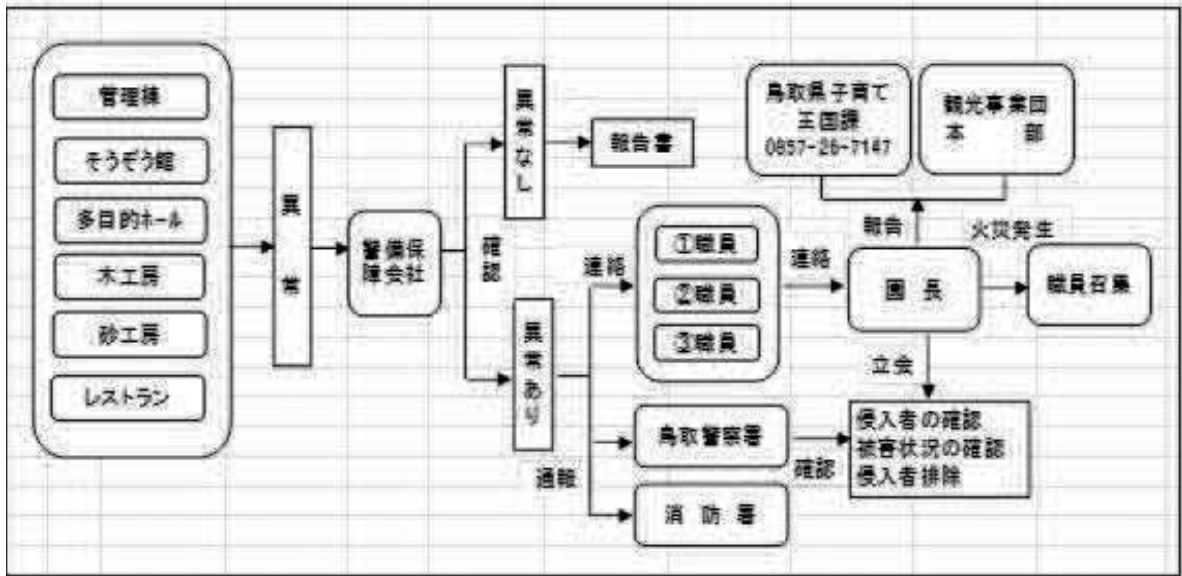 管理棟
そうぞう館
多目的ホール
木工房
砂工房
レストラン
異常
警備保
障会社
確認
異常なし
報告書
異常あり
連絡
通報
①職員
②職員
③職員
鳥取警察署
消防署
連絡
園長
報告
鳥取県子育て
王国課
0857-26-7147
観光事業団
本部
火災発生
職員召集
立会
確認
侵入者の確認
被害状況の確認
侵入者排除